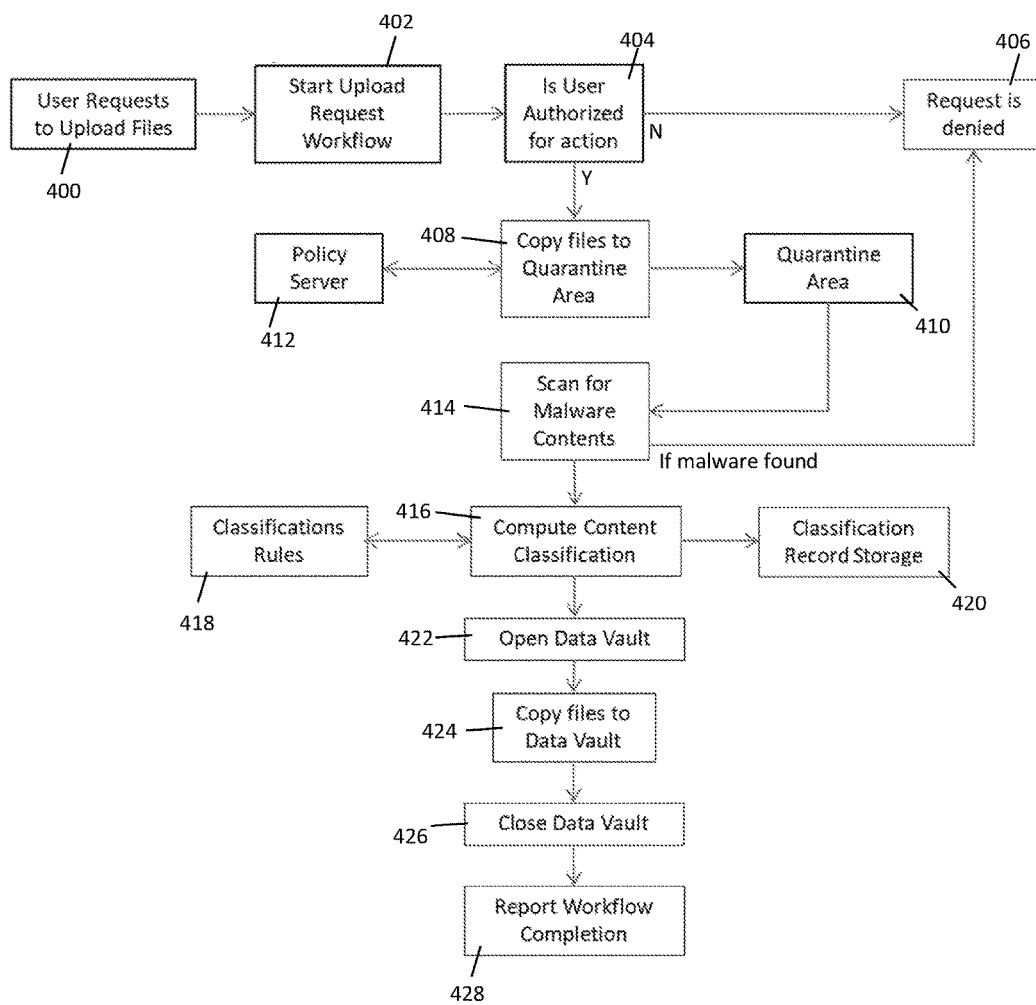 402
404
406
User Requests
to Upload Files
400
Start Upload
Request
Workflow
Is User
Authorized
for action
N
Y
Request is
denied
408
Copy files to
Quarantine
Area
Policy
Server
412
Quarantine
Area
410
414
Scan for
Malware
Contents
If malware found
416
Compute Content
Classification
Classifications
Rules
418
Classification
Record Storage
420
422
Open Data Vault
424
Copy files to
Data Vault
426
Close Data Vault
Report Workflow
Completion
428